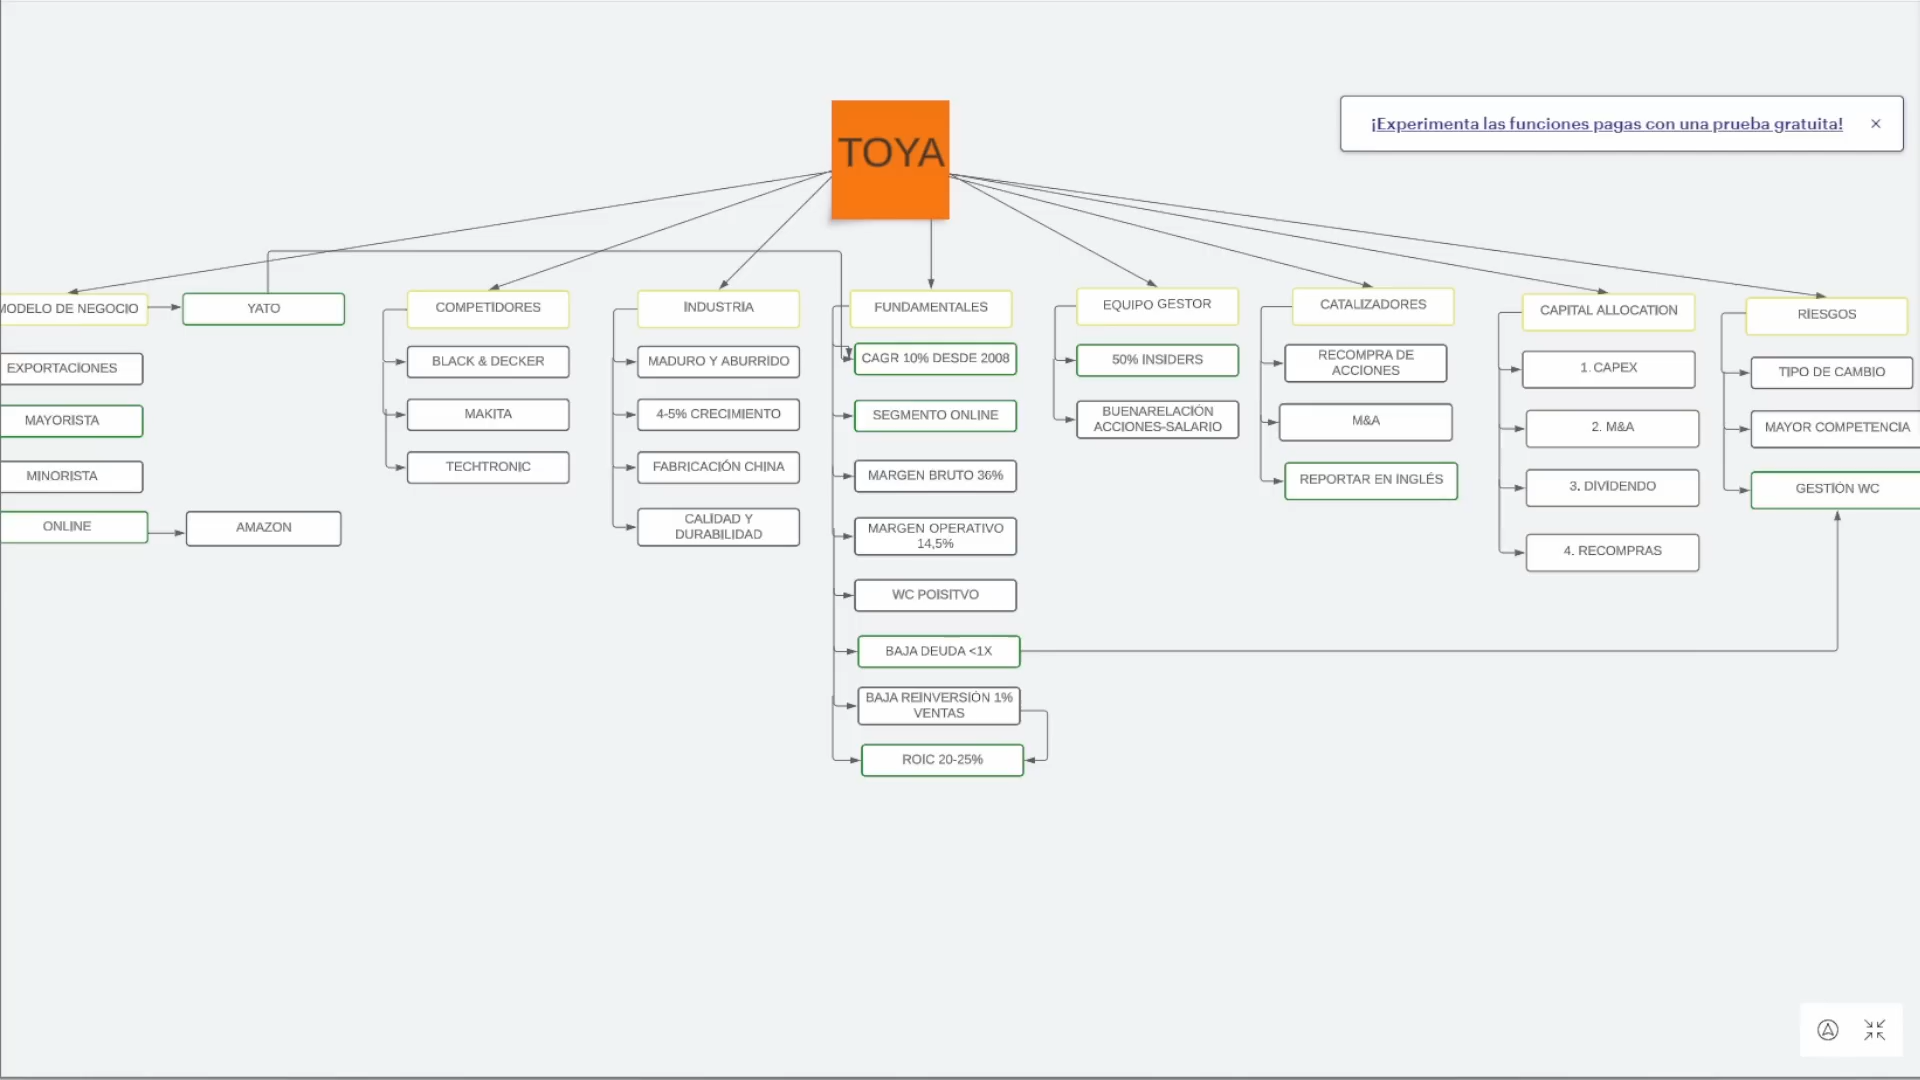 TOYA
¡Experimenta las funciones pagas con una prueba gratuita!
MODELO DE NEGOCIO
YATO
EXPORTACIONES
MAYORISTA
MINORISTA
ONLINE
AMAZON
COMPETIDORES
BLACK & DECKER
MAKITA
TECHTRONIC
INDUSTRIA
MADURO Y ABURRIDO
4-5% CRECIMIENTO
FABRICACIÓN CHINA
CALIDAD Y
DURABILIDAD
FUNDAMENTALES
CAGR 10% DESDE 2008
SEGMENTO ONLINE
MARGEN BRUTO 36%
MARGEN OPERATIVO
14,5%
WC POISITVO
BAJA DEUDA <1X
BAJA REINVERSIÓN 1%
VENTAS
ROIC 20-25%
EQUIPO GESTOR
50% INSIDERS
BUENARELACIÓN
ACCIONES-SALARIO
CATALIZADORES
RECOMPRA DE
ACCIONES
M&A
REPORTAR EN INGLÉS
CAPITAL ALLOCATION
1. CAPEX
2. M&A
3. DIVIDENDO
4. RECOMPRAS
RIESGOS
TIPO DE CAMBIO
MAYOR COMPETENCIA
GESTIÓN WC